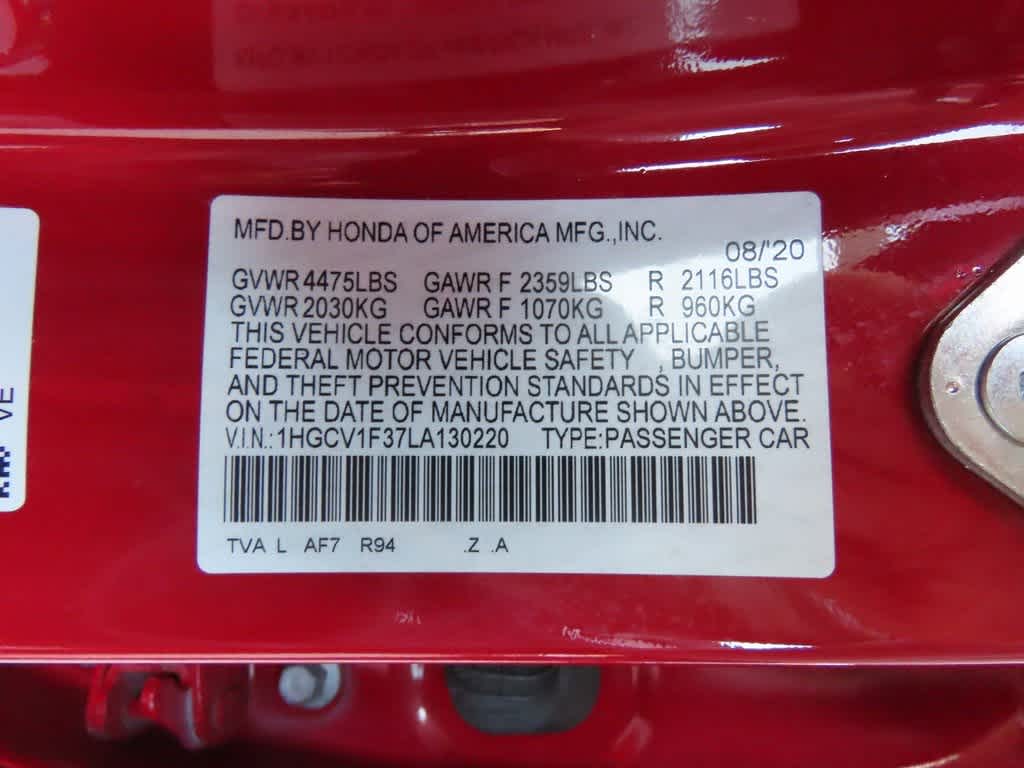 MFD.BY HONDA OF AMERICA MFG.,INC.
08/'20
GVWR 4475LBS GAWR F 2359LBS R 2116LBS
GVWR 2030KG GAWR F 1070KG R 960KG
THIS VEHICLE CONFORMS TO ALL APPLICABLE
FEDERAL MOTOR VEHICLE SAFETY , BUMPER,
AND THEFT PREVENTION STANDARDS IN EFFECT
ON THE DATE OF MANUFACTURE SHOWN ABOVE.
V.I.N.:1HGCV1F37LA130220 TYPE:PASSENGER CAR
TVA L AF7 R94 .Z .A
VE